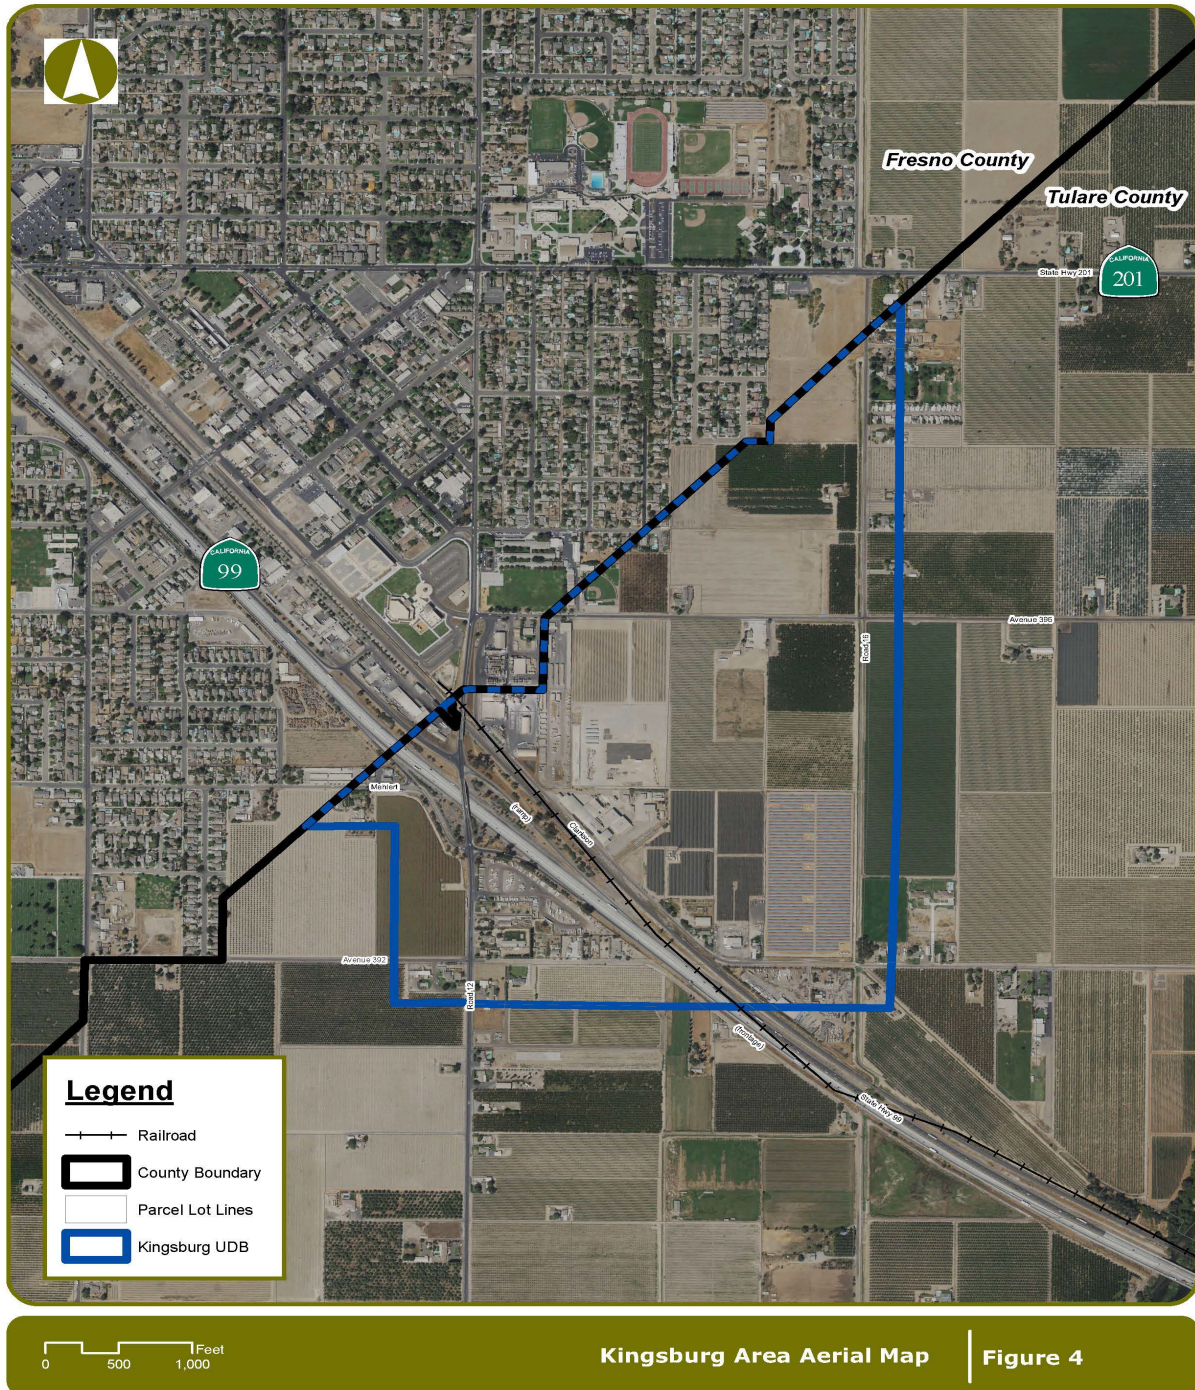 Fresno County
Tulare County
State Hwy 201
CALIFORNIA
201
CALIFORNIA
99
Avenue 396
Road 16
Mehlert
(ramp)
Clarkson
Avenue 392
Road 12
(frontage)
State Hwy 99
Legend
Railroad
County Boundary
Parcel Lot Lines
Kingsburg UDB
Feet
0 500 1,000
Kingsburg Area Aerial Map
Figure 4